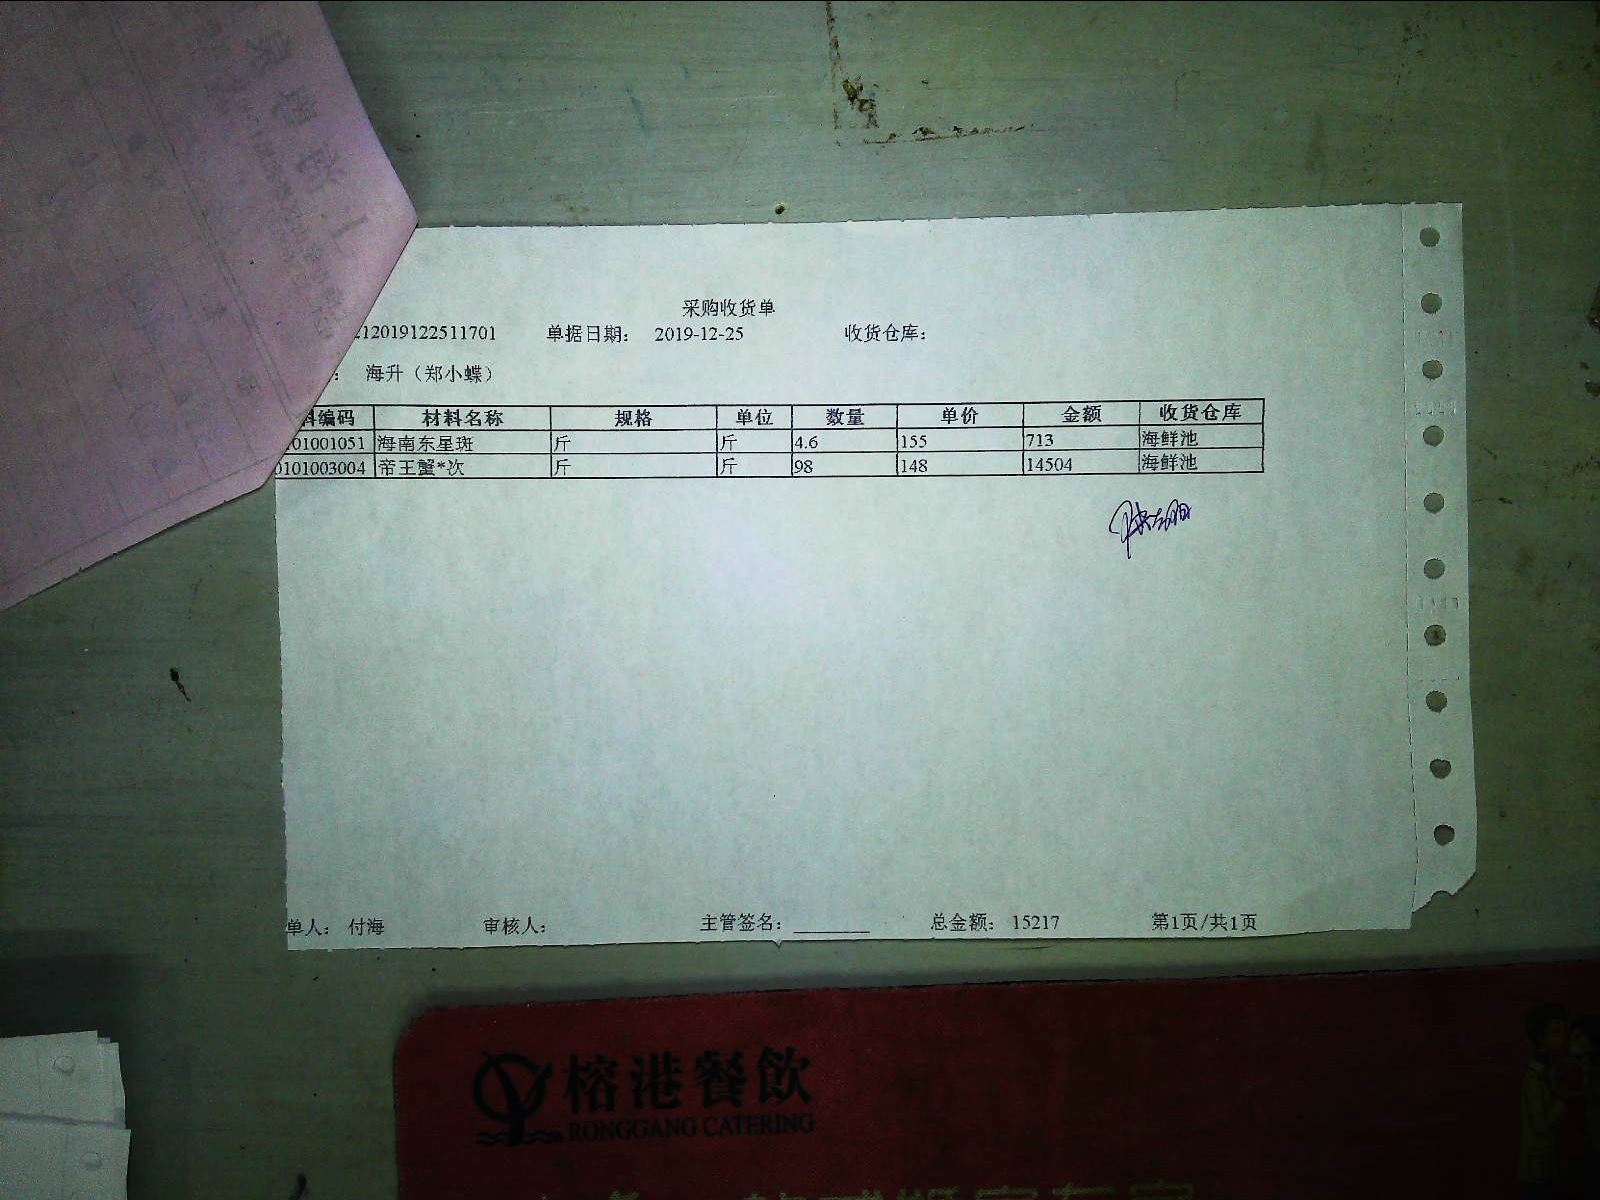 采购收货单
212019122511701 单据日期： 2019-12-25 收货仓库：
： 海升（郑小蝶）
料编码 材料名称 规格 单位 数量 单价 金额 收货仓库
01001051 海南东星斑 斤 斤 4.6 155 713 海鲜池
0101003004 帝王蟹*次 斤 斤 98 148 14504 海鲜池
单人： 付海 审核人： 主管签名： 总金额： 15217 第1页/共1页
榕港餐飲
RONGGANG CATERING